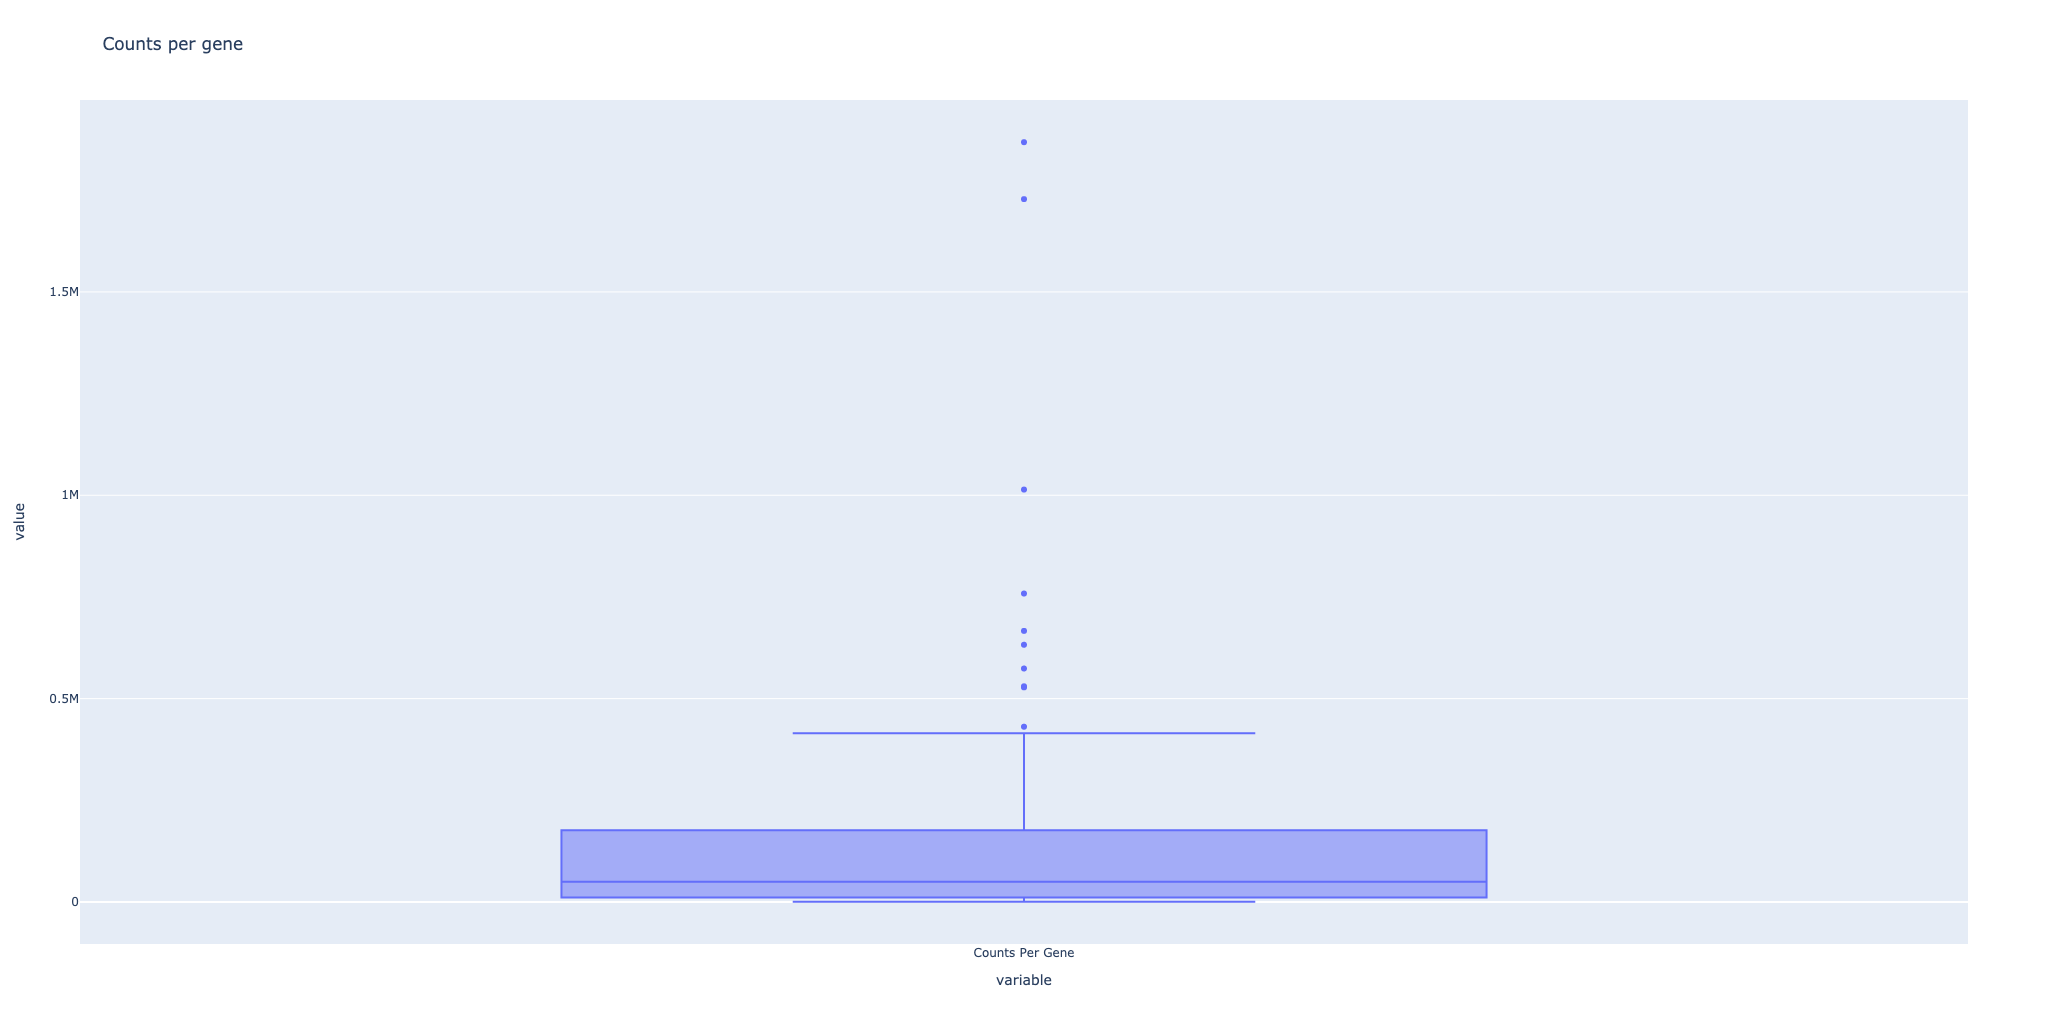 Counts per gene
1.5M
1M
0.5M
0
value
Counts Per Gene
variable